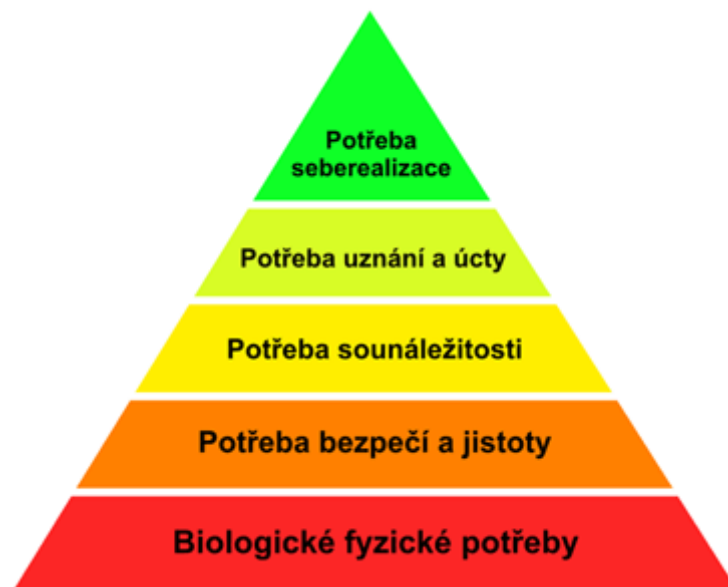 Potřeba
seberealizace
Potřeba uznání a úcty
Potřeba sounáležitosti
Potřeba bezpečí a jistoty
Biologické fyzické potřeby